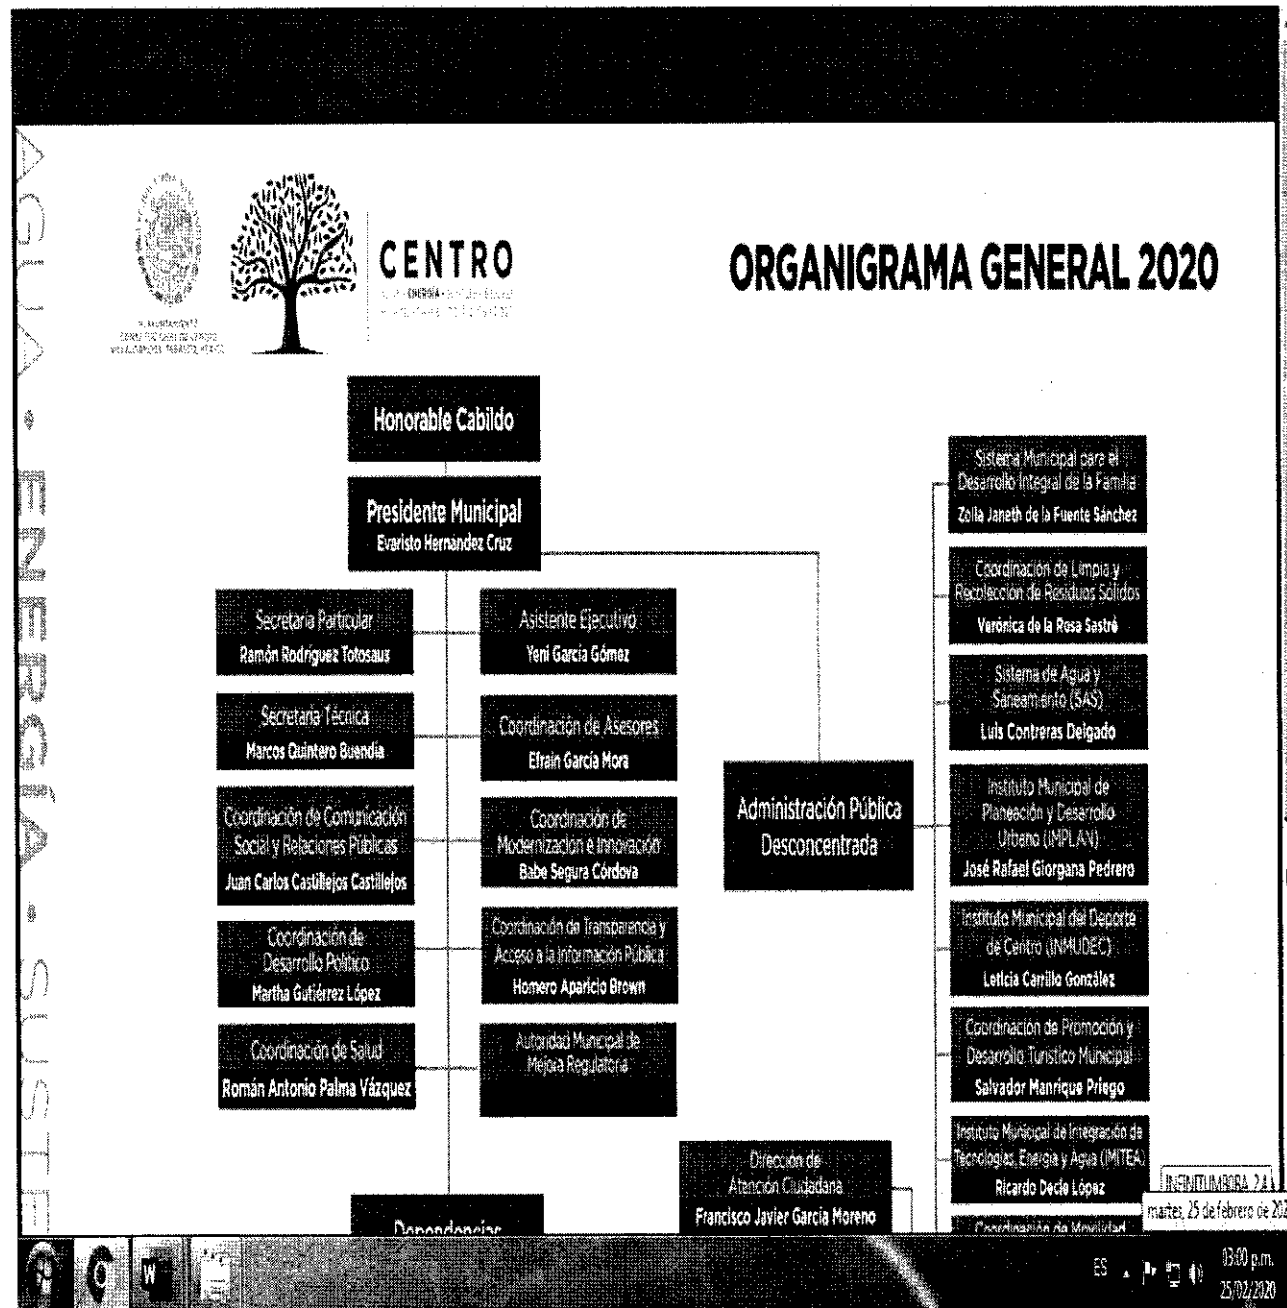 AGUA • ENERGÍA • SUSTE
CENTRO
ORGANIGRAMA GENERAL 2020
Honorable Cabildo
Presidente Municipal
Evaristo Hernández Cruz
Secretaría Particular
Ramón Rodríguez Totosaus
Asistente Ejecutivo
Yeni García Gómez
Secretaría Técnica
Marcos Quintero Buendía
Coordinación de Asesores
Efraín García Mora
Coordinación de Comunicación
Social y Relaciones Públicas
Juan Carlos Castillejos Castillejos
Coordinación de
Modernización e Innovación
Babe Segura Córdova
Coordinación de
Desarrollo Político
Martha Gutiérrez López
Coordinación de Transparencia y
Acceso a la Información Pública
Homero Aparicio Brown
Coordinación de Salud
Román Antonio Palma Vázquez
Autoridad Municipal de
Mejora Regulatoria
Dependencias
Administración Pública
Desconcentrada
Sistema Municipal para el
Desarrollo Integral de la Familia
Zoila Janeth de la Fuente Sánchez
Coordinación de Limpia y
Recolección de Residuos Sólidos
Verónica de la Rosa Sastré
Sistema de Agua y
Saneamiento (SAS)
Luis Contreras Delgado
Instituto Municipal de
Planeación y Desarrollo
Urbano (IMPLAN)
José Rafael Giorgana Pedrero
Instituto Municipal del Deporte
de Centro (INMUDEC)
Leticia Carrillo González
Coordinación de Promoción y
Desarrollo Turístico Municipal
Salvador Manrique Priego
Instituto Municipal de Integración de
Tecnologías, Energía y Agua (IMITEA)
Ricardo Decle López
Coordinación de Movilidad
Dirección de
Atención Ciudadana
Francisco Javier García Moreno
martes, 25 de febrero de 202
ES
03:00 p.m.
25/02/2020